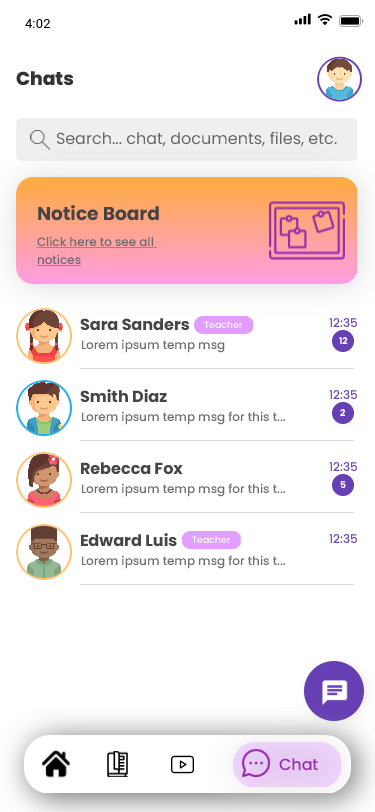 4:02
Chats
Search... chat, documents, files, etc.
Notice Board
Click here to see all
notices
Sara Sanders Teacher 12:35
Lorem ipsum temp msg 12
Smith Diaz 12:35
Lorem ipsum temp msg for this t... 2
Rebecca Fox 12:35
Lorem ipsum temp msg for this t... 5
Edward Luis Teacher 12:35
Lorem ipsum temp msg for this t...
Chat